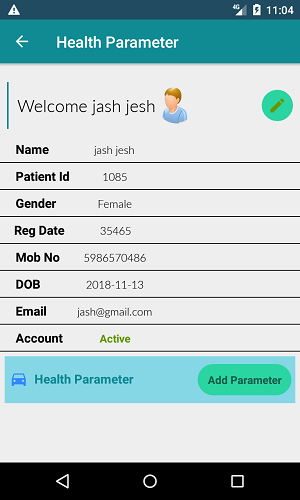 4G 11:04
Health Parameter
Welcome jash jesh
Name jash jesh
Patient Id 1085
Gender Female
Reg Date 35465
Mob No 5986570486
DOB 2018-11-13
Email jash@gmail.com
Account Active
Health Parameter Add Parameter